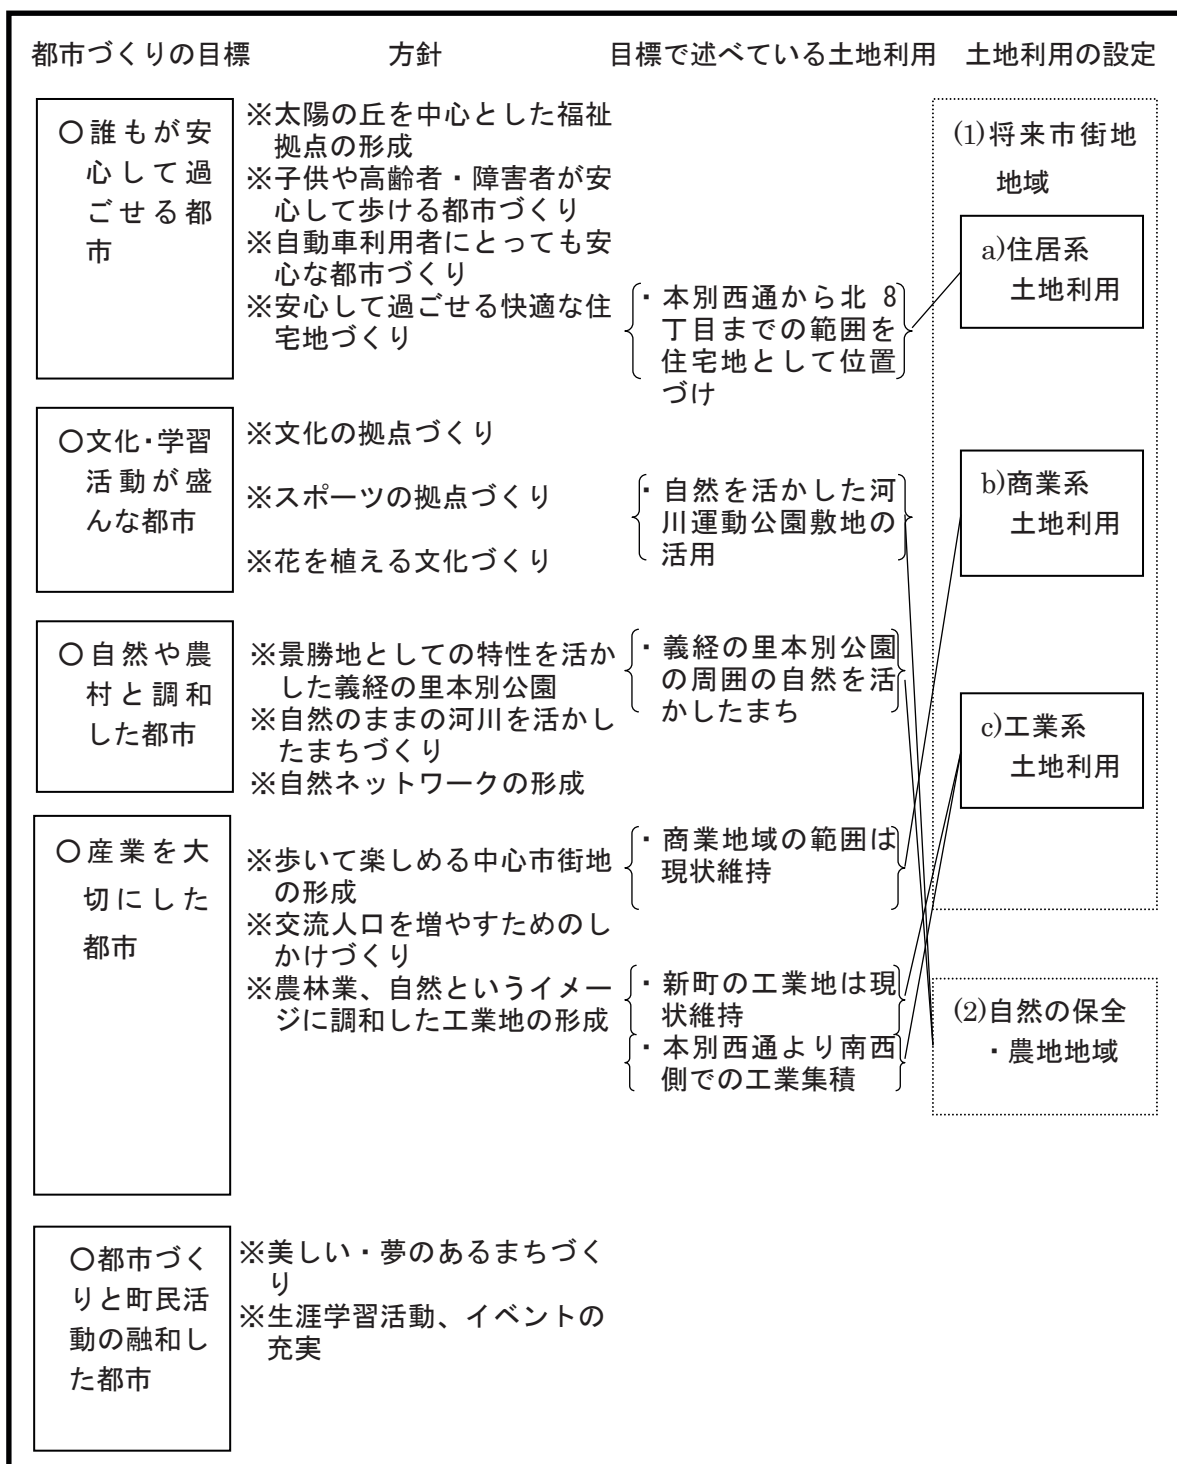 都市づくりの目標　方針　目標で述べている土地利用　土地利用の設定
〇誰もが安
心して過
ごせる都
市
※太陽の丘を中心とした福祉
拠点の形成
※子供や高齢者・障害者が安
心して歩ける都市づくり
※自動車利用者にとっても安
心な都市づくり
※安心して過ごせる快適な住
宅地づくり
・本別西通から北 8
丁目までの範囲を
住宅地として位置
づけ
(1)将来市街地
地域
a)住居系
土地利用
〇文化・学習
活動が盛
んな都市
※文化の拠点づくり
※スポーツの拠点づくり
※花を植える文化づくり
・自然を活かした河
川運動公園敷地の
活用
b)商業系
土地利用
〇自然や農
村と調和
した都市
※景勝地としての特性を活か
した義経の里本別公園
※自然のままの河川を活かし
たまちづくり
※自然ネットワークの形成
・義経の里本別公園
の周囲の自然を活
かしたまち
c)工業系
土地利用
〇産業を大
切にした
都市
※歩いて楽しめる中心市街地
の形成
※交流人口を増やすためのし
かけづくり
※農林業、自然というイメー
ジに調和した工業地の形成
・商業地域の範囲は
現状維持
・新町の工業地は現
状維持
・本別西通より南西
側での工業集積
(2)自然の保全
・農地地域
〇都市づく
りと町民活
動の融和し
た都市
※美しい・夢のあるまちづく
り
※生涯学習活動、イベントの
充実